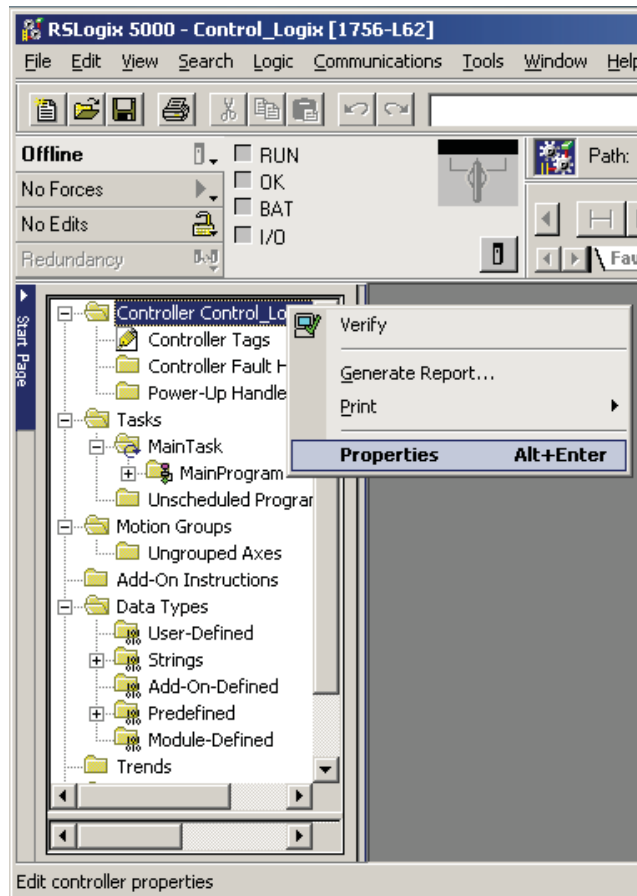 RSLogix 5000 - Control_Logix [1756-L62]
File Edit View Search Logic Communications Tools Window Help
Offline RUN
No Forces OK
No Edits BAT
Redundancy I/O
Path:
Fau
Start Page
Controller Control_Lo
Controller Tags
Controller Fault H
Power-Up Handle
Tasks
MainTask
MainProgram
Unscheduled Program
Motion Groups
Ungrouped Axes
Add-On Instructions
Data Types
User-Defined
Strings
Add-On-Defined
Predefined
Module-Defined
Trends
Verify
Generate Report...
Print
Properties Alt+Enter
Edit controller properties